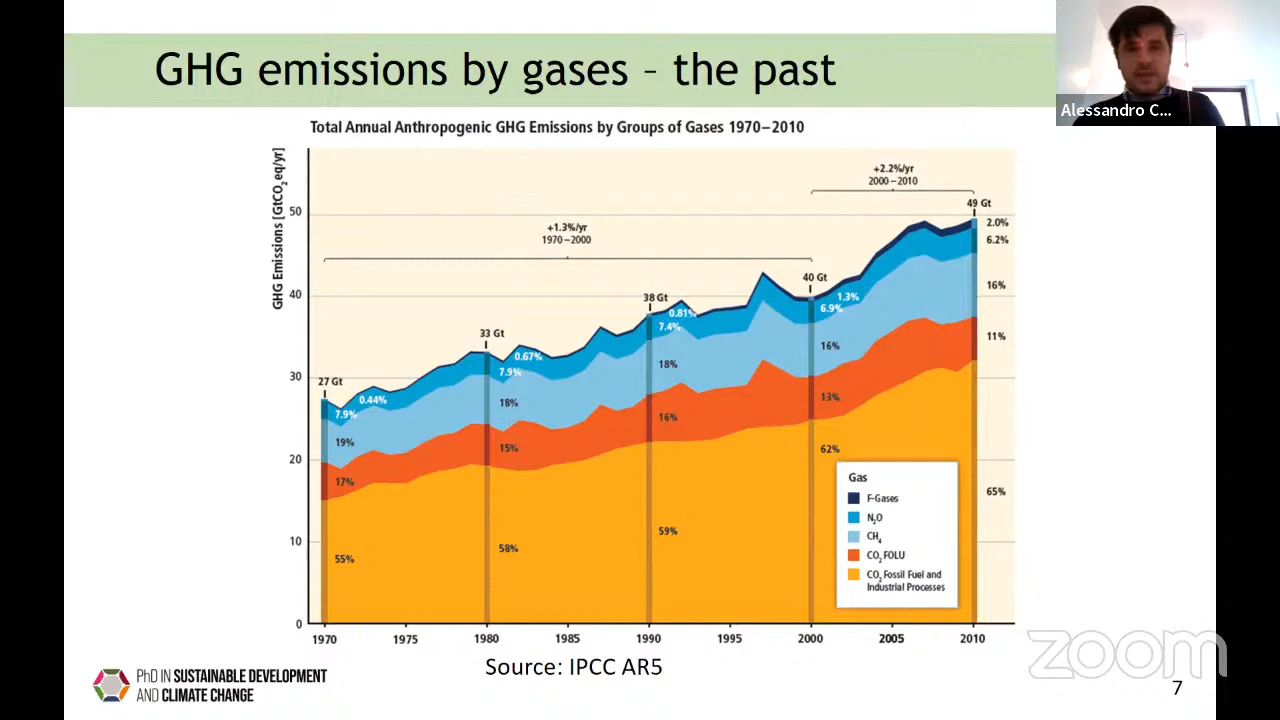 GHG emissions by gases – the past
Alessandro C...
Total Annual Anthropogenic GHG Emissions by Groups of Gases 1970–2010
GHG Emissions [GtCO2 eq/yr]
+2.2%/yr
2000–2010
49 Gt
50
2.0%
+1.3%/yr
6.2%
1970–2000
40 Gt
16%
40
38 Gt
1.3%
0.81%
6.9%
7.4%
33 Gt
11%
16%
0.67%
18%
7.9%
30
27 Gt
13%
0.44%
18%
7.9%
16%
19%
15%
62%
20
17%
Gas
65%
F-Gases
N2O
10
59%
CH4
58%
CO2 FOLU
55%
CO2 Fossil Fuel and
Industrial Processes
0
1970 1975 1980 1985 1990 1995 2000 2005 2010
zoom
Source: IPCC AR5
PhD IN SUSTAINABLE DEVELOPMENT
AND CLIMATE CHANGE
7